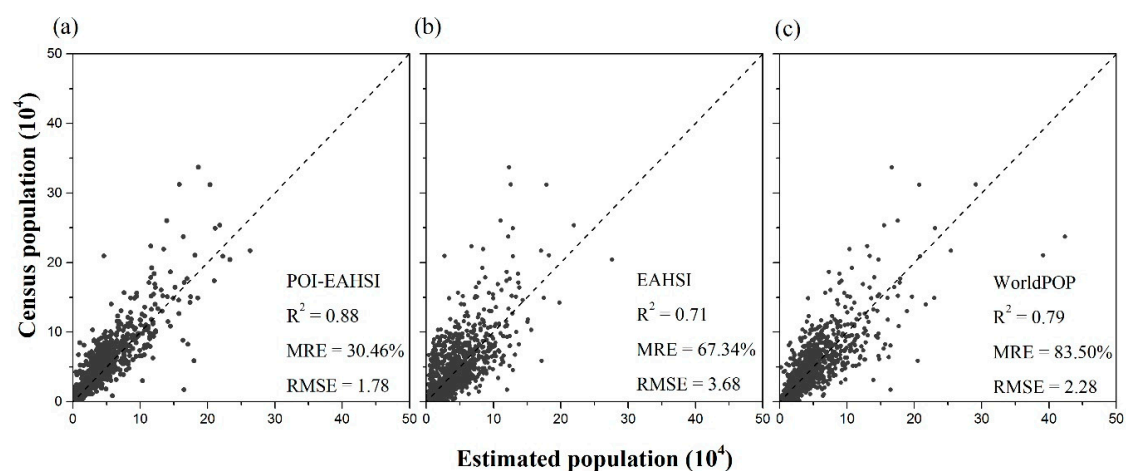 (a)
(b)
(c)
Census population (10⁴)
50
40
30
20
10
0
POI-EAHSI
R² = 0.88
MRE = 30.46%
RMSE = 1.78
0 10 20 30 40 50
EAHSI
R² = 0.71
MRE = 67.34%
RMSE = 3.68
0 10 20 30 40 50
WorldPOP
R² = 0.79
MRE = 83.50%
RMSE = 2.28
0 10 20 30 40 50
Estimated population (10⁴)